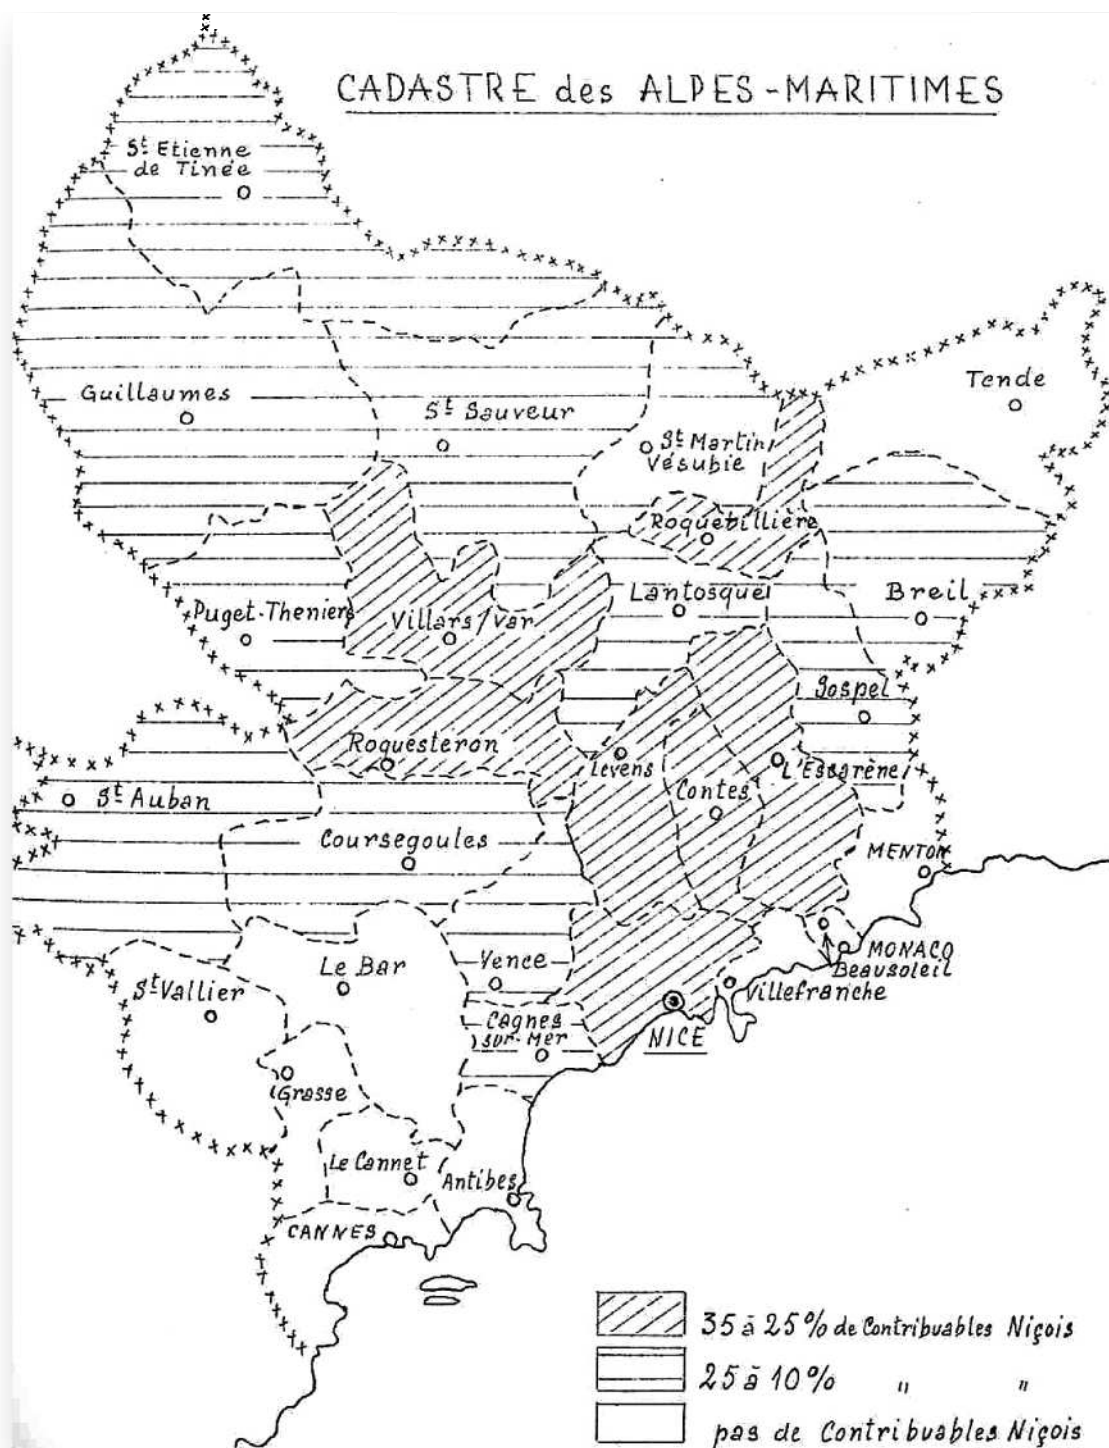 CADASTRE des ALPES-MARITIMES
St Etienne
de Tinée
Guillaumes
St Sauveur
Tende
St Martin
Vésubie
Roquebillière
Puget-Theniers
Villars/var
Lantosque
Breil
Sospel
Roquesteron
Levens
L'Escarène
St Auban
Contes
Coursegoules
MENTON
Le Bar
Vence
MONACO
Beausoleil
St Vallier
Villefranche
Cagnes
sur-Mer
NICE
Grasse
Le Cannet
Antibes
CANNES
35 à 25% de Contribuables Niçois
25 à 10% " "
pas de Contribuables Niçois